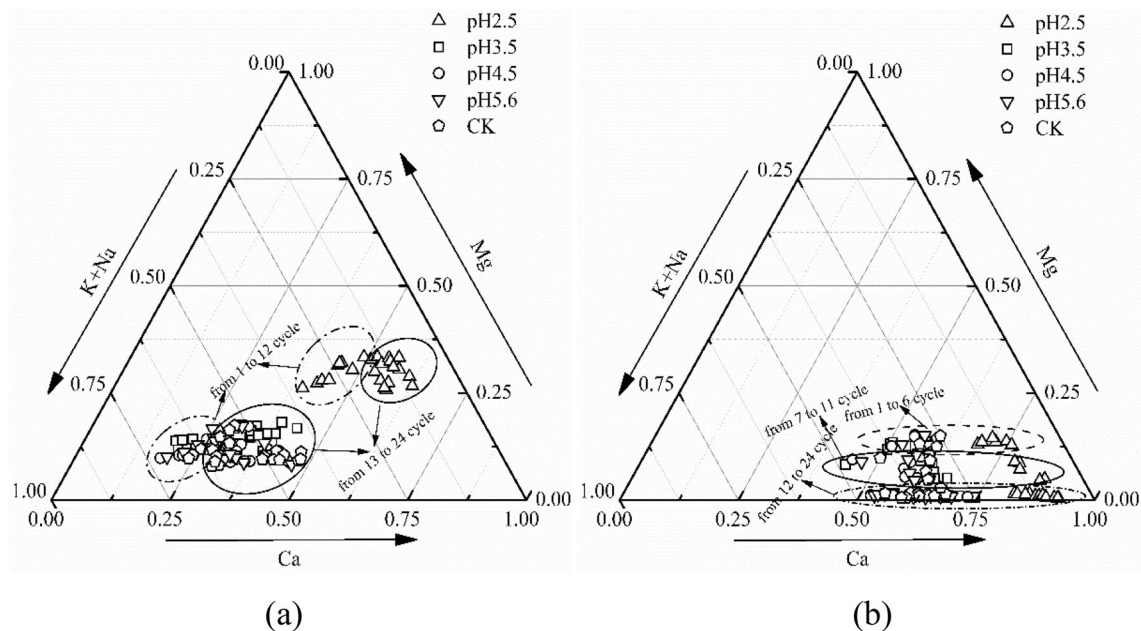 pH2.5
pH3.5
pH4.5
pH5.6
CK
0.00 1.00
0.25 0.75
K+Na
Mg
0.50 0.50
from 1 to 12 cycle
0.75 0.25
from 13 to 24 cycle
1.00 0.00
0.00 0.25 0.50 0.75 1.00
Ca
(a)
pH2.5
pH3.5
pH4.5
pH5.6
CK
0.00 1.00
0.25 0.75
K+Na
Mg
0.50 0.50
0.75 0.25
from 7 to 11 cycle
from 1 to 6 cycle
from 12 to 24 cycle
1.00 0.00
0.00 0.25 0.50 0.75 1.00
Ca
(b)